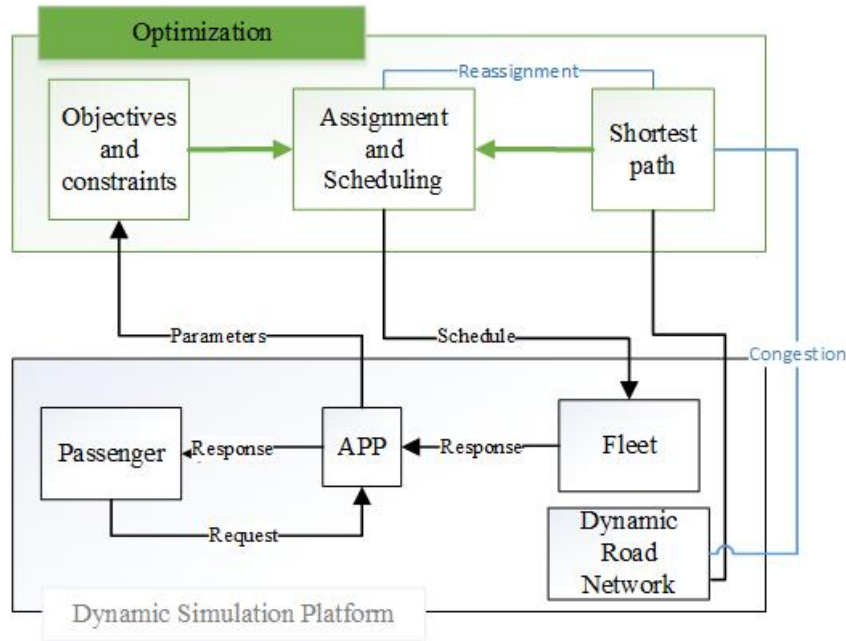 Optimization
Reassignment
Objectives
and
constraints
Assignment
and
Scheduling
Shortest
path
Parameters
Schedule
Congestion
Passenger
Response
APP
Response
Fleet
Request
Dynamic
Road
Network
Dynamic Simulation Platform